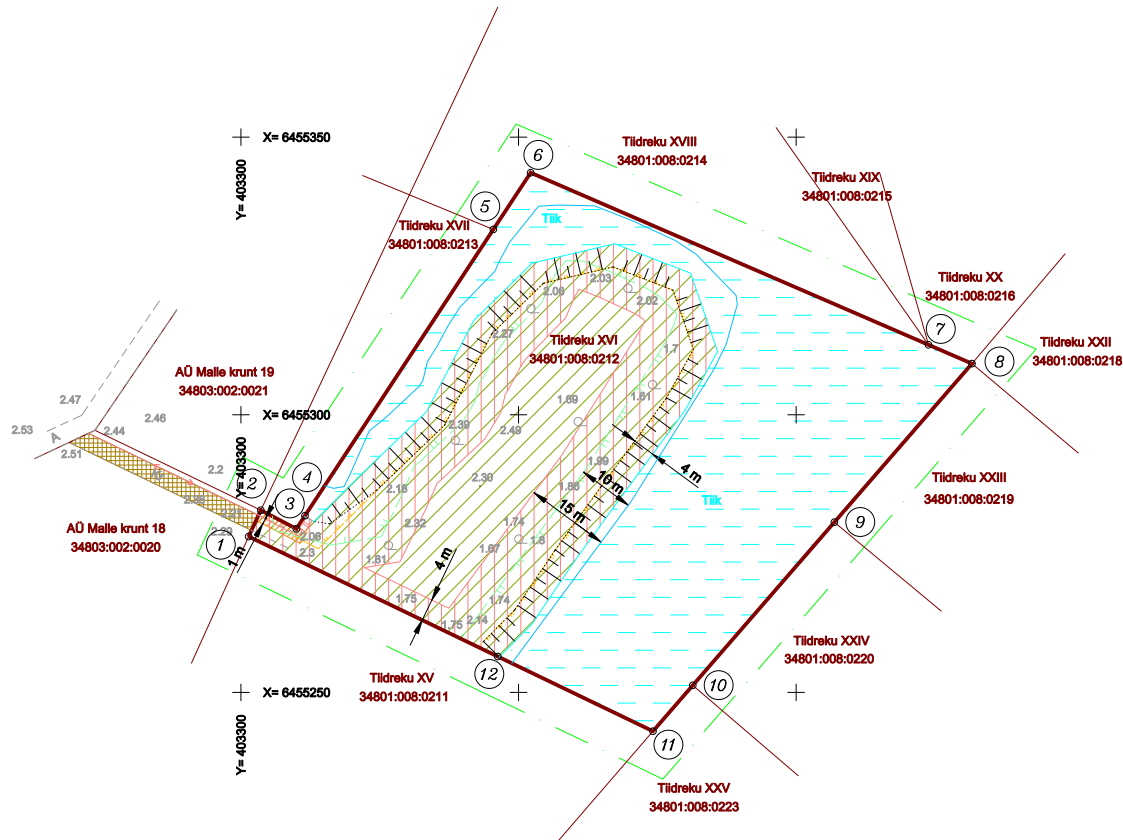 Tiidreku XVIII
34801:008:0214
X= 6455350
6
Y= 403300
Tiidreku XIX
34801:008:0215
5
Tiik
Tiidreku XVII
34801:008:0213
Tiidreku XX
34801:008:0216
2.03
2.06
2.02
2.27
7
Tiidreku XXII
34801:008:0218
8
Tiidreku XVI
34801:008:0212
1.7
AÜ Malle krunt 19
34803:002:0021
1.61
2.47
2.46
X= 6455300
2.53
A
2.44
2.39
2.49
1.69
2.51
2.2
1.99
4 m
Y= 403300
2.30
10 m
Tiidreku XXIII
34801:008:0219
2
4
2.18
1.86
Tiik
3
15 m
9
AÜ Malle krunt 18
34803:002:0020
2.32
1.74
2.29
2.06
1.8
1
2.3
1.67
1 m
1.81
4 m
1.75
1.74
1.75
2.14
Tiidreku XXIV
34801:008:0220
12
Tiidreku XV
34801:008:0211
10
X= 6455250
Y= 403300
11
Tiidreku XXV
34801:008:0223